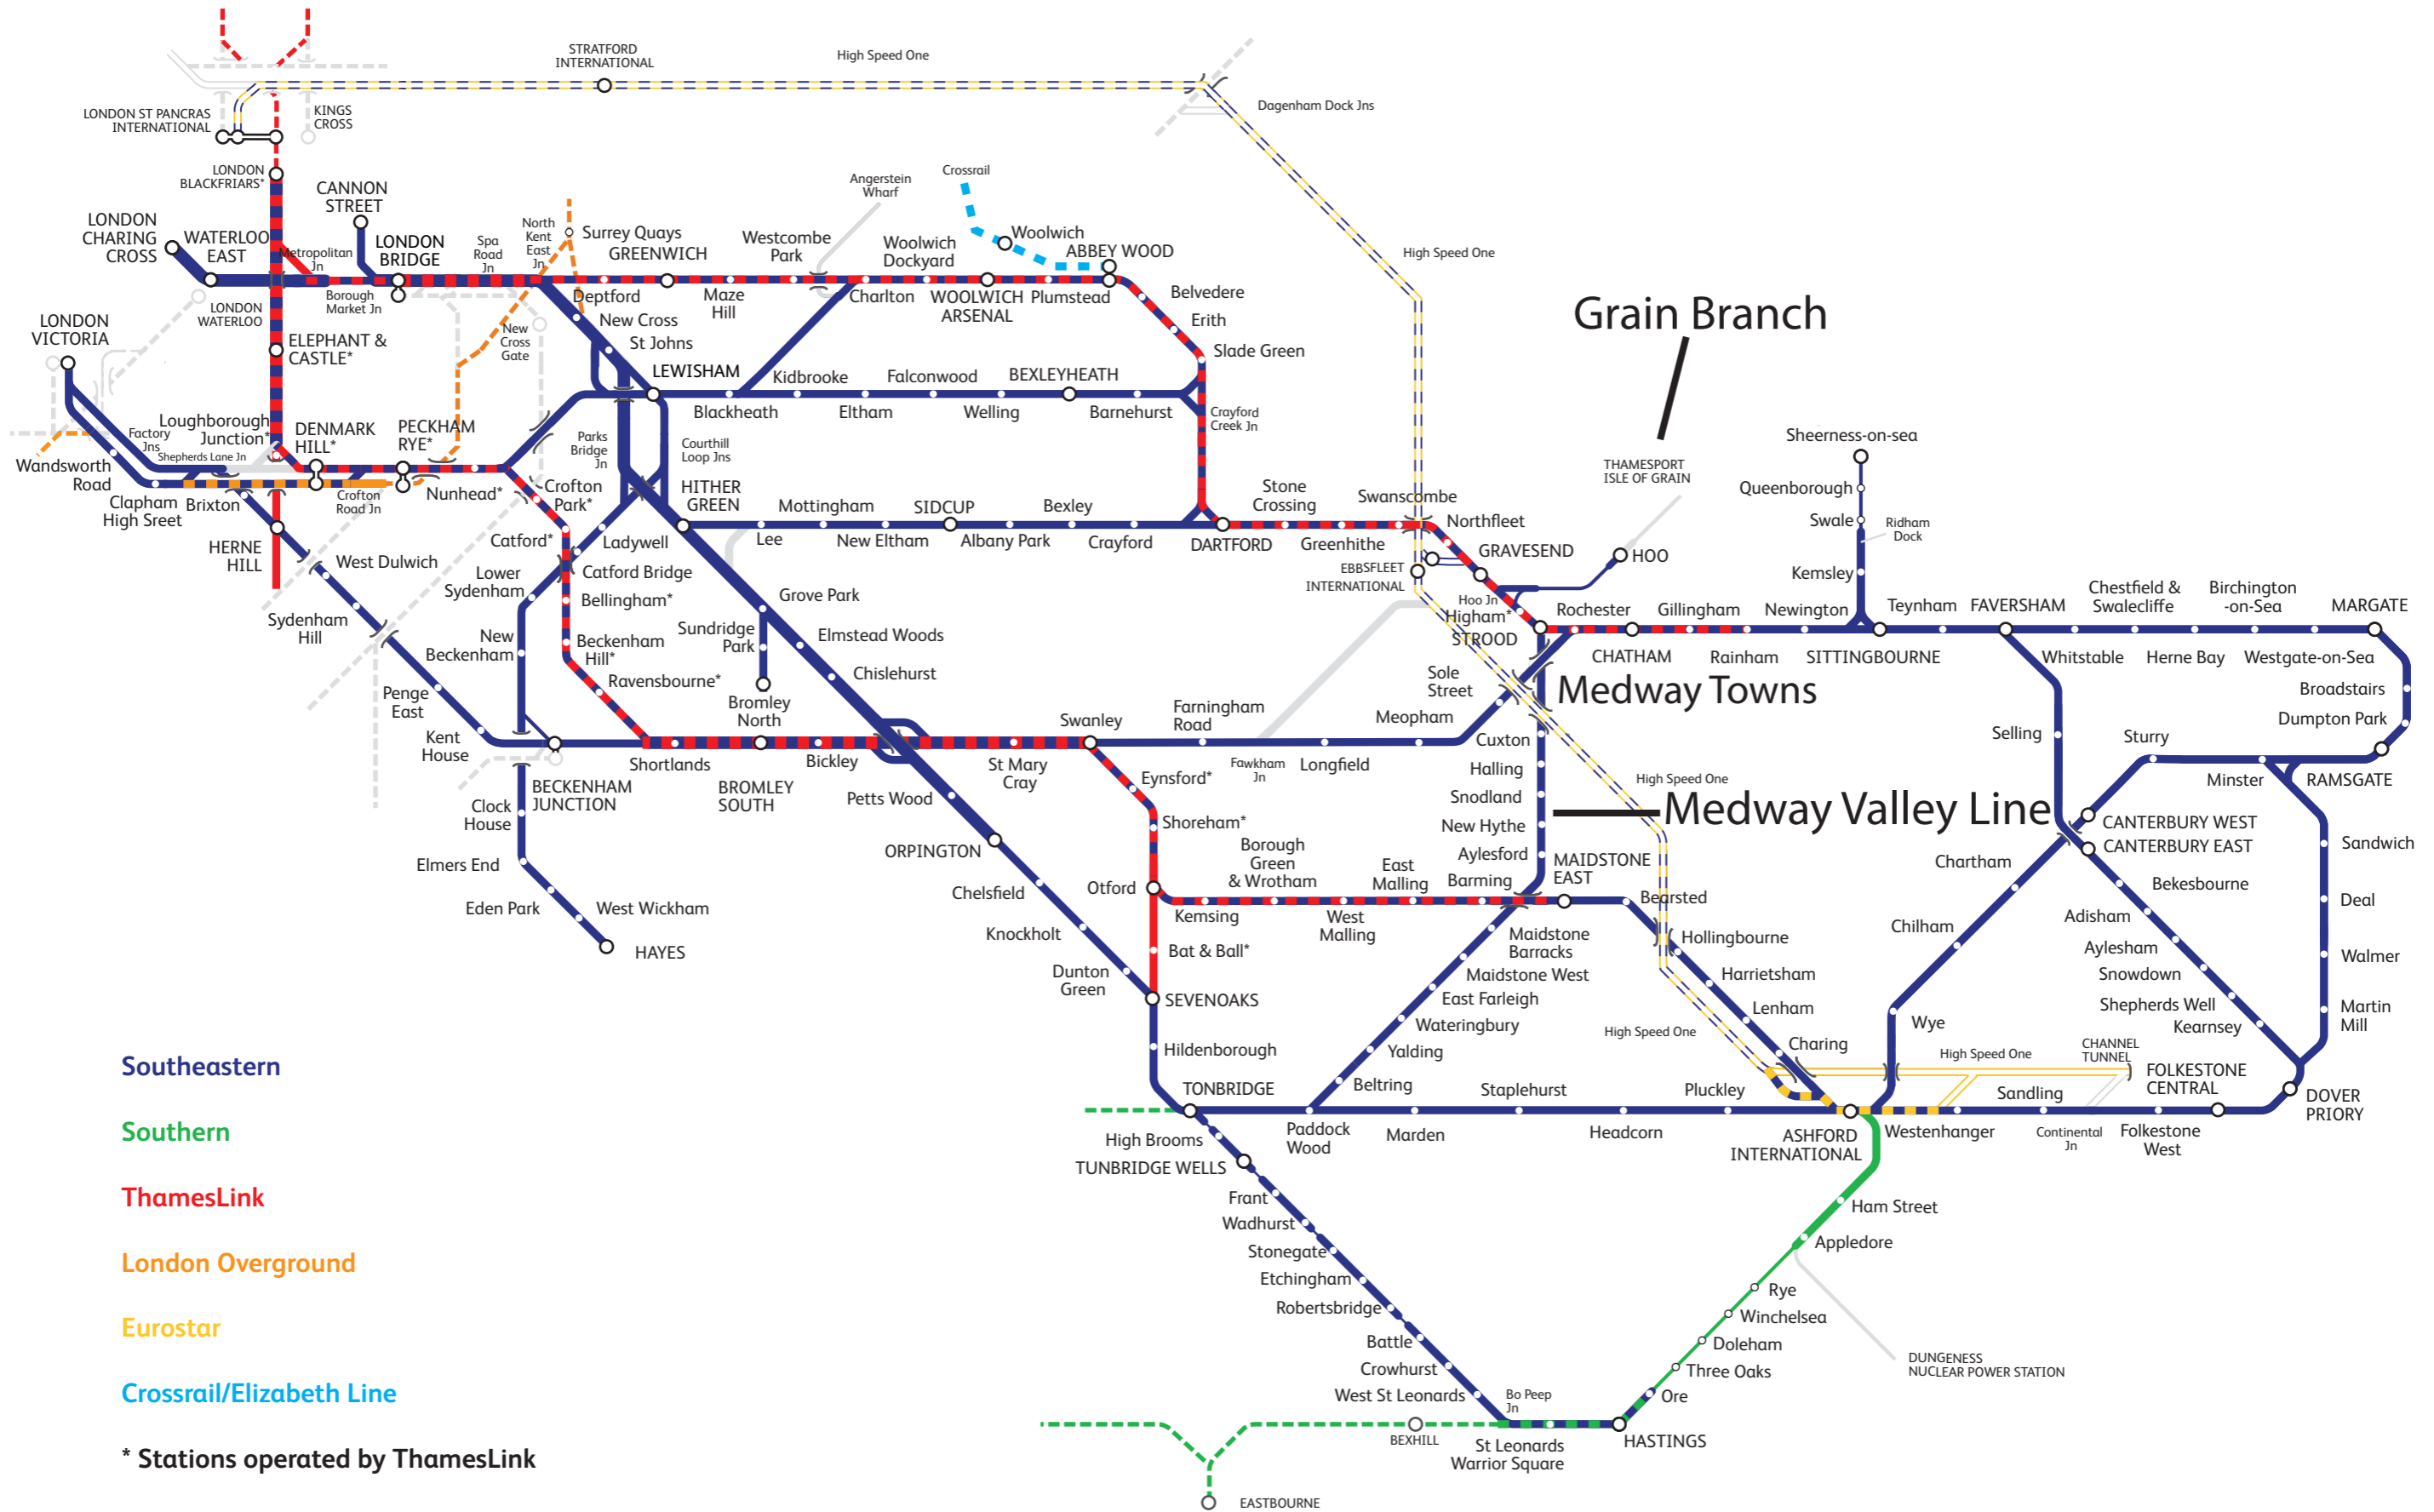 STRATFORD
INTERNATIONAL
High Speed One
Dagenham Dock Jns
LONDON ST PANCRAS
INTERNATIONAL
KINGS
CROSS
LONDON
BLACKFRIARS*
CANNON
STREET
LONDON
CHARING
CROSS
WATERLOO
EAST
Metropolitan
Jn
LONDON
BRIDGE
Spa
Road
Jn
North
Kent
East
Jn
Surrey Quays
GREENWICH
Westcombe
Park
Angerstein
Wharf
Woolwich
Dockyard
Crossrail
Woolwich
ABBEY WOOD
High Speed One
Grain Branch
Borough
Market Jn
LONDON
WATERLOO
Deptford
Maze
Hill
Charlton
WOOLWICH
ARSENAL
Plumstead
Belvedere
Erith
Slade Green
LONDON
VICTORIA
ELEPHANT &
CASTLE*
New
Cross
Gate
New Cross
St Johns
LEWISHAM
Kidbrooke
Falconwood
BEXLEYHEATH
Blackheath
Eltham
Welling
Barnehurst
Crayford
Creek Jn
Loughborough
Junction*
Factory
Jns
Shepherds Lane Jn
DENMARK
HILL*
PECKHAM
RYE*
Parks
Bridge
Jn
Courthill
Loop Jns
Wandsworth
Road
Clapham
High Sreet
Brixton
Crofton
Road Jn
Nunhead*
Crofton
Park*
HITHER
GREEN
Mottingham
SIDCUP
Bexley
Stone
Crossing
Swanscombe
Northfleet
Lee
New Eltham
Albany Park
Crayford
DARTFORD
Greenhithe
GRAVESEND
EBBSFLEET
INTERNATIONAL
THAMESPORT
ISLE OF GRAIN
HOO
Hoo Jn
Higham*
STROOD
Sheerness-on-sea
Queenborough
Swale
Ridham
Dock
Kemsley
HERNE
HILL
West Dulwich
Sydenham
Hill
Catford*
Ladywell
Catford Bridge
Lower
Sydenham
Bellingham*
New
Beckenham
Beckenham
Hill*
Ravensbourne*
Grove Park
Sundridge
Park
Elmstead Woods
Chislehurst
Bromley
North
Rochester
Gillingham
Newington
Teynham
FAVERSHAM
Chestfield &
Swalecliffe
Birchington
-on-Sea
MARGATE
CHATHAM
Rainham
SITTINGBOURNE
Whitstable
Herne Bay
Westgate-on-Sea
Broadstairs
Dumpton Park
Sole
Street
Medway Towns
Penge
East
Kent
House
Swanley
Farningham
Road
Meopham
Shortlands
Bickley
St Mary
Cray
Fawkham
Jn
Longfield
Cuxton
Halling
Snodland
New Hythe
Aylesford
High Speed One
Medway Valley Line
Selling
Sturry
Minster
RAMSGATE
BECKENHAM
JUNCTION
BROMLEY
SOUTH
Petts Wood
Eynsford*
Shoreham*
Clock
House
Elmers End
Eden Park
West Wickham
HAYES
ORPINGTON
Chelsfield
Knockholt
Dunton
Green
Otford
Borough
Green
& Wrotham
East
Malling
Barming
MAIDSTONE
EAST
Bearsted
Kemsing
West
Malling
Bat & Ball*
SEVENOAKS
Maidstone
Barracks
Maidstone West
East Farleigh
Wateringbury
Yalding
Beltring
Hollingbourne
Harrietsham
Lenham
Charing
High Speed One
CANTERBURY WEST
CANTERBURY EAST
Chartham
Bekesbourne
Sandwich
Deal
Chilham
Adisham
Aylesham
Snowdown
Walmer
Shepherds Well
Kearnsey
Martin
Mill
Wye
High Speed One
CHANNEL
TUNNEL
Hildenborough
TONBRIDGE
Staplehurst
Pluckley
Sandling
FOLKESTONE
CENTRAL
DOVER
PRIORY
High Brooms
TUNBRIDGE WELLS
Paddock
Wood
Marden
Headcorn
ASHFORD
INTERNATIONAL
Westenhanger
Continental
Jn
Folkestone
West
Frant
Wadhurst
Stonegate
Etchingham
Robertsbridge
Battle
Crowhurst
West St Leonards
Bo Peep
Jn
BEXHILL
St Leonards
Warrior Square
HASTINGS
EASTBOURNE
Ham Street
Appledore
Rye
Winchelsea
Doleham
Three Oaks
Ore
DUNGENESS
NUCLEAR POWER STATION
Southeastern
Southern
ThamesLink
London Overground
Eurostar
Crossrail/Elizabeth Line
* Stations operated by ThamesLink